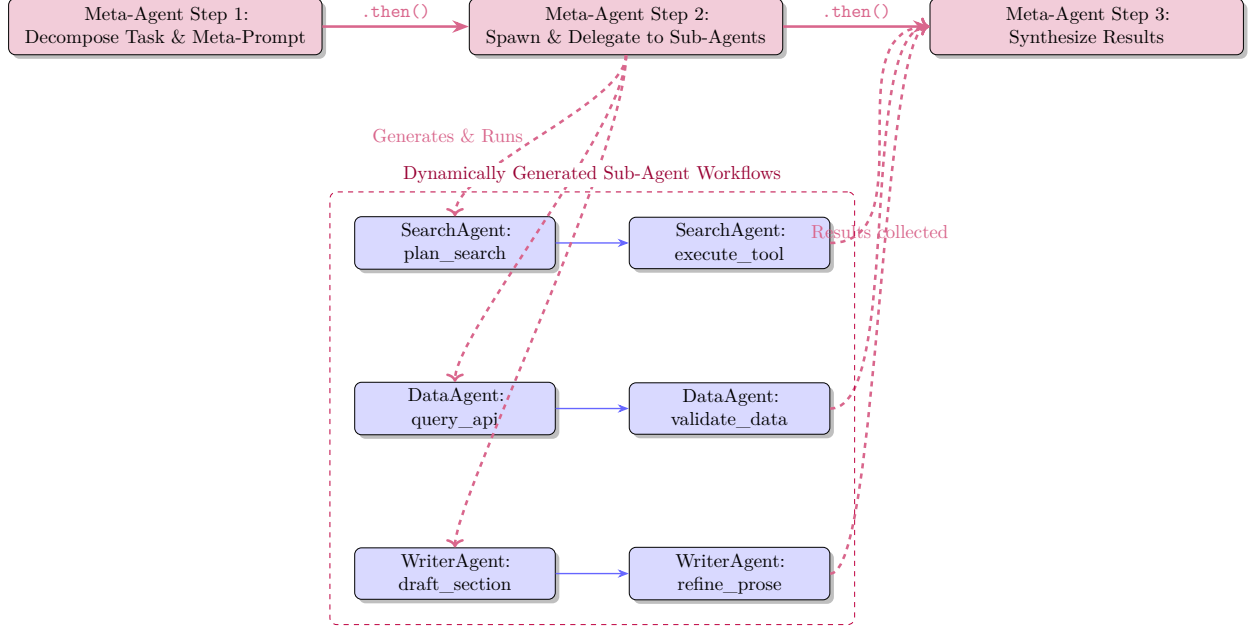 Meta-Agent Step 1:
Decompose Task & Meta-Prompt
.then()
Meta-Agent Step 2:
Spawn & Delegate to Sub-Agents
.then()
Meta-Agent Step 3:
Synthesize Results
Generates & Runs
Dynamically Generated Sub-Agent Workflows
SearchAgent:
plan_search
SearchAgent:
execute_tool
Results collected
DataAgent:
query_api
DataAgent:
validate_data
WriterAgent:
draft_section
WriterAgent:
refine_prose